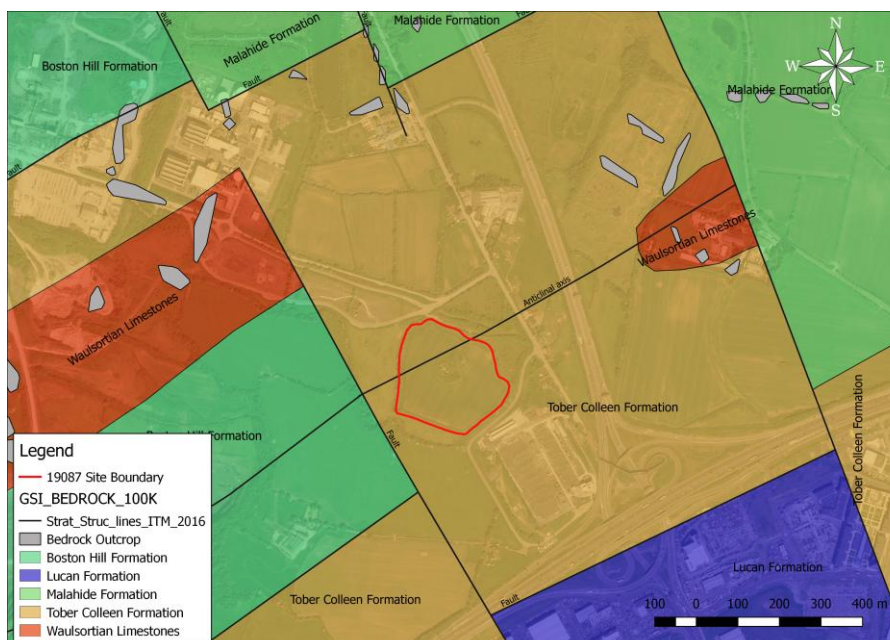 Malahide Formation
Malahide Formation
Fault
Boston Hill Formation
Fault
N
W E
S
Malahide Formation
Fault
Waulsortian Limestones
Anticlinal axis
Waulsortian Limestones
Tober Colleen Formation
Tober Colleen Formation
Boston Hill Formation
Fault
Legend
19087 Site Boundary
GSI_BEDROCK_100K
Strat_Struc_lines_ITM_2016
Bedrock Outcrop
Boston Hill Formation
Lucan Formation
Malahide Formation
Tober Colleen Formation
Waulsortian Limestones
Lucan Formation
Tober Colleen Formation
Fault
100 0 100 200 300 400 m